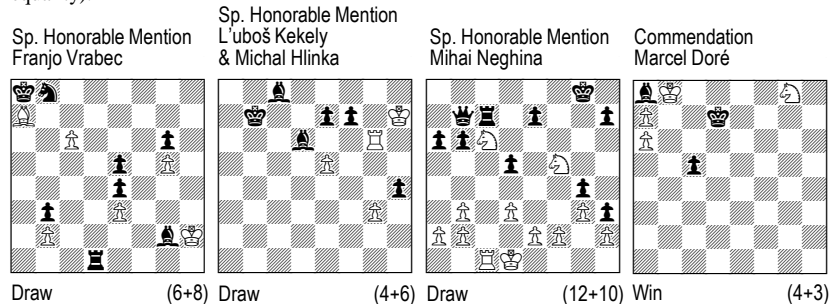 equality).
Sp. Honorable Mention
Franjo Vrabec
Draw (6+8)
Sp. Honorable Mention
L'uboš Kekely
& Michal Hlinka
Draw (4+6)
Sp. Honorable Mention
Mihai Neghina
Draw (12+10)
Commendation
Marcel Doré
Win (4+3)